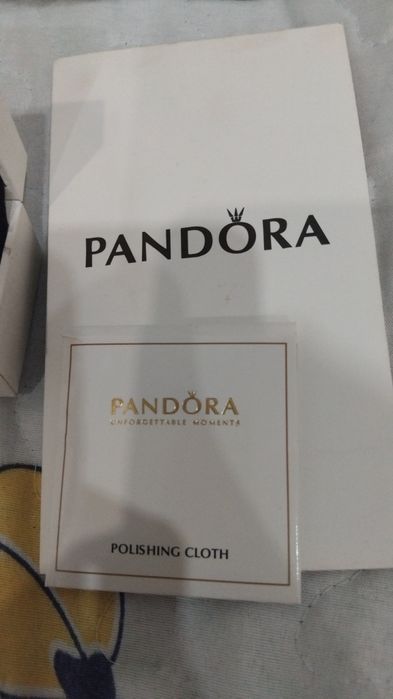 PANDORA
PANDORA
UNFORGETTABLE MOMENTS
POLISHING CLOTH